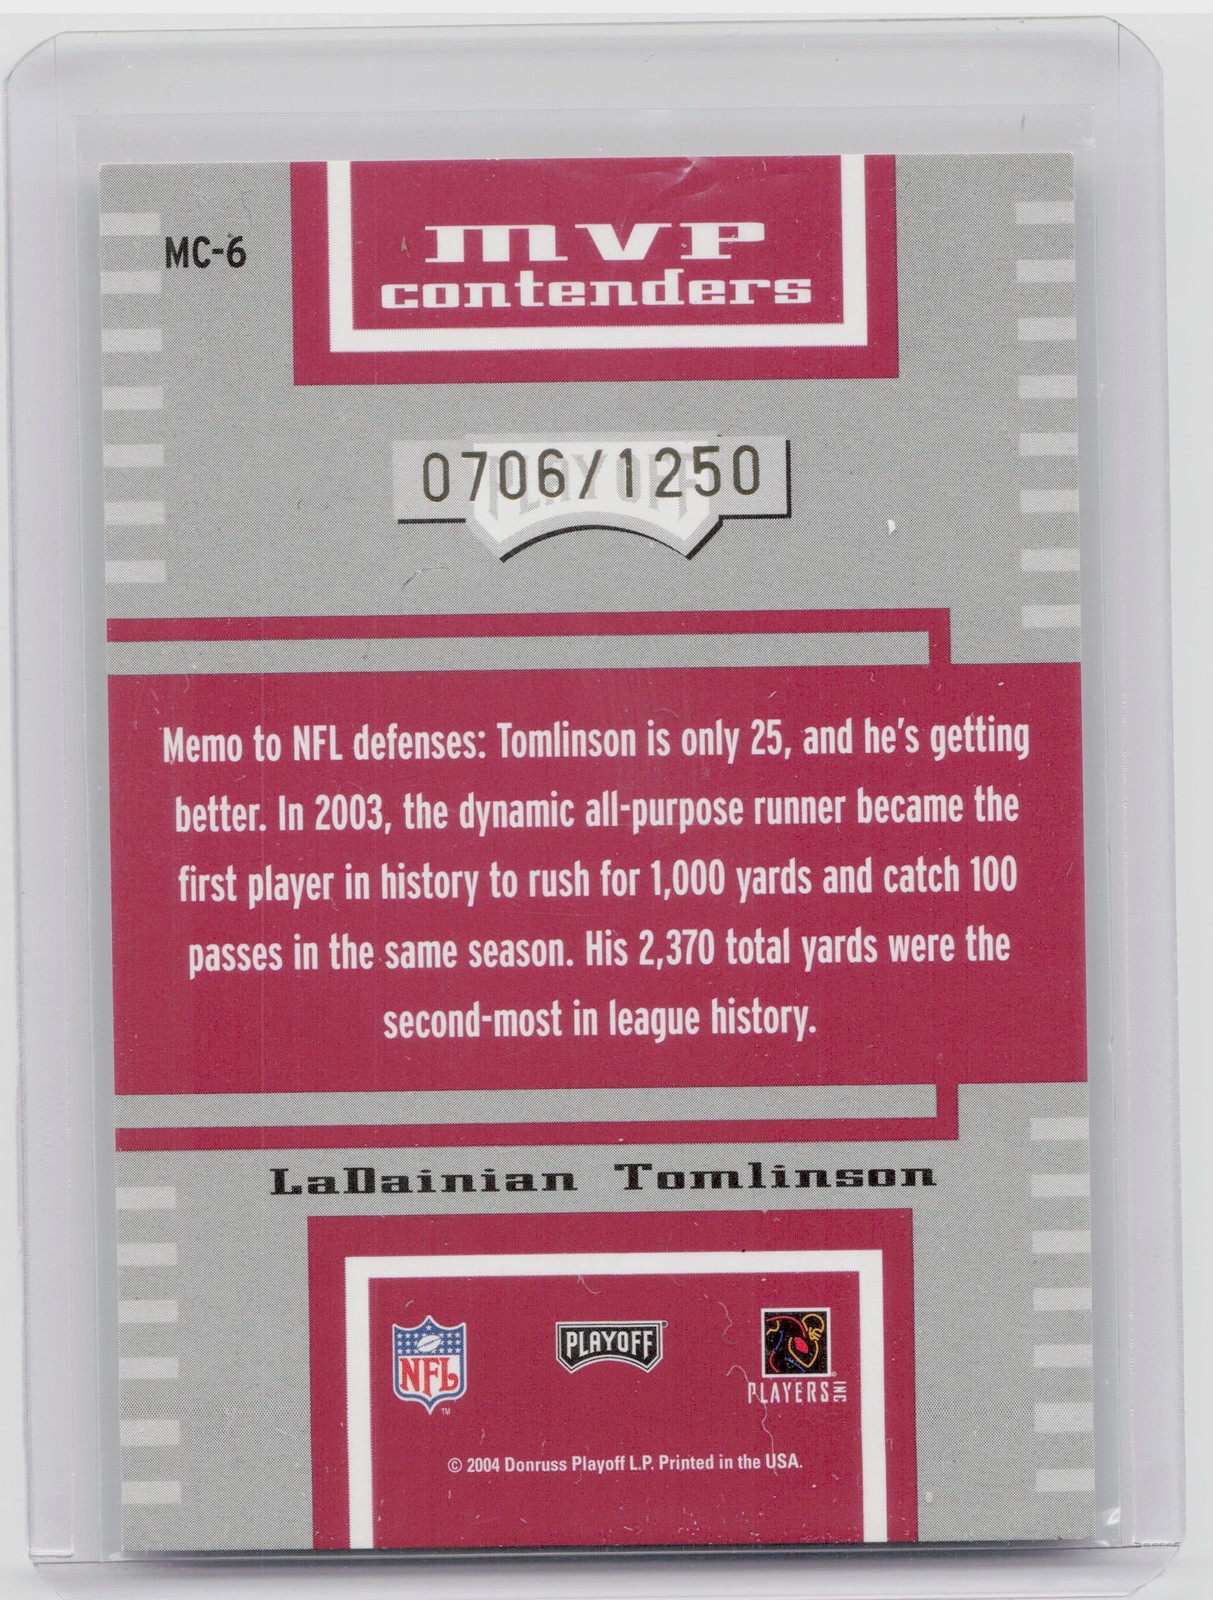 MC-6
MVP
contenders
PLAYOFF
0706/1250
Memo to NFL defenses: Tomlinson is only 25, and he's getting
better. In 2003, the dynamic all-purpose runner became the
first player in history to rush for 1,000 yards and catch 100
passes in the same season. His 2,370 total yards were the
second-most in league history.
LaDainian Tomlinson
NFL
TM
PLAYOFF
PLAYERS INC
© 2004 Donruss Playoff L.P. Printed in the USA.